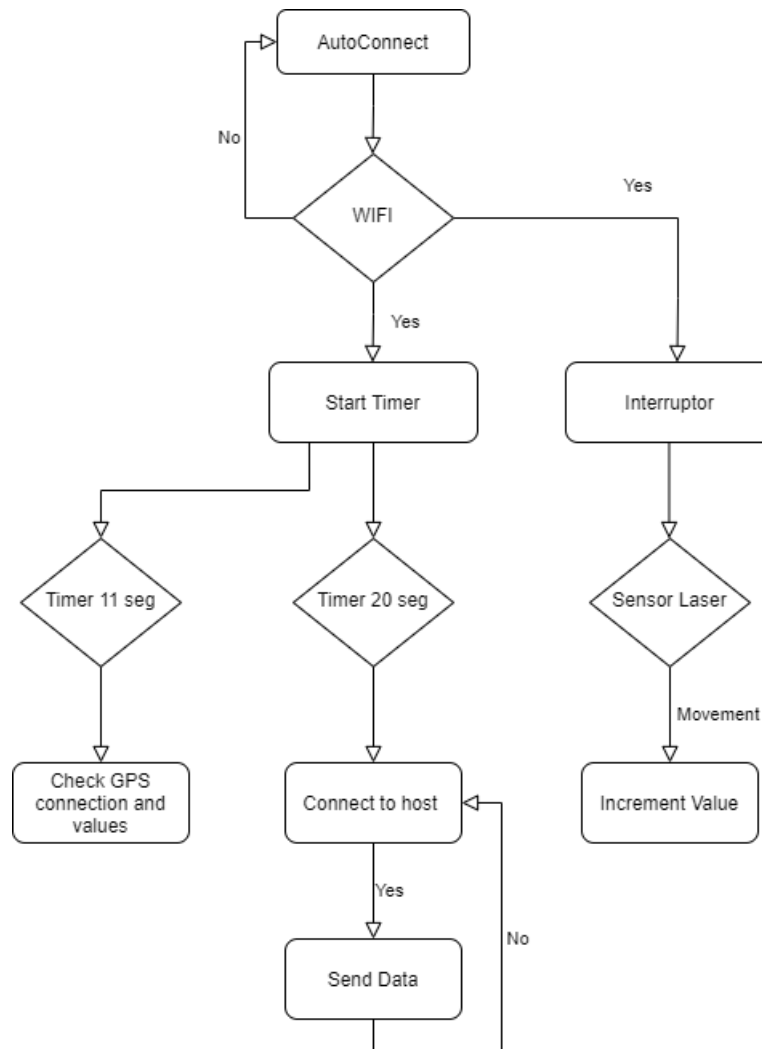 AutoConnect
No
WIFI
Yes
Yes
Start Timer
Interruptor
Timer 11 seg
Timer 20 seg
Sensor Laser
Movement
Check GPS
connection and
values
Connect to host
Increment Value
Yes
No
Send Data